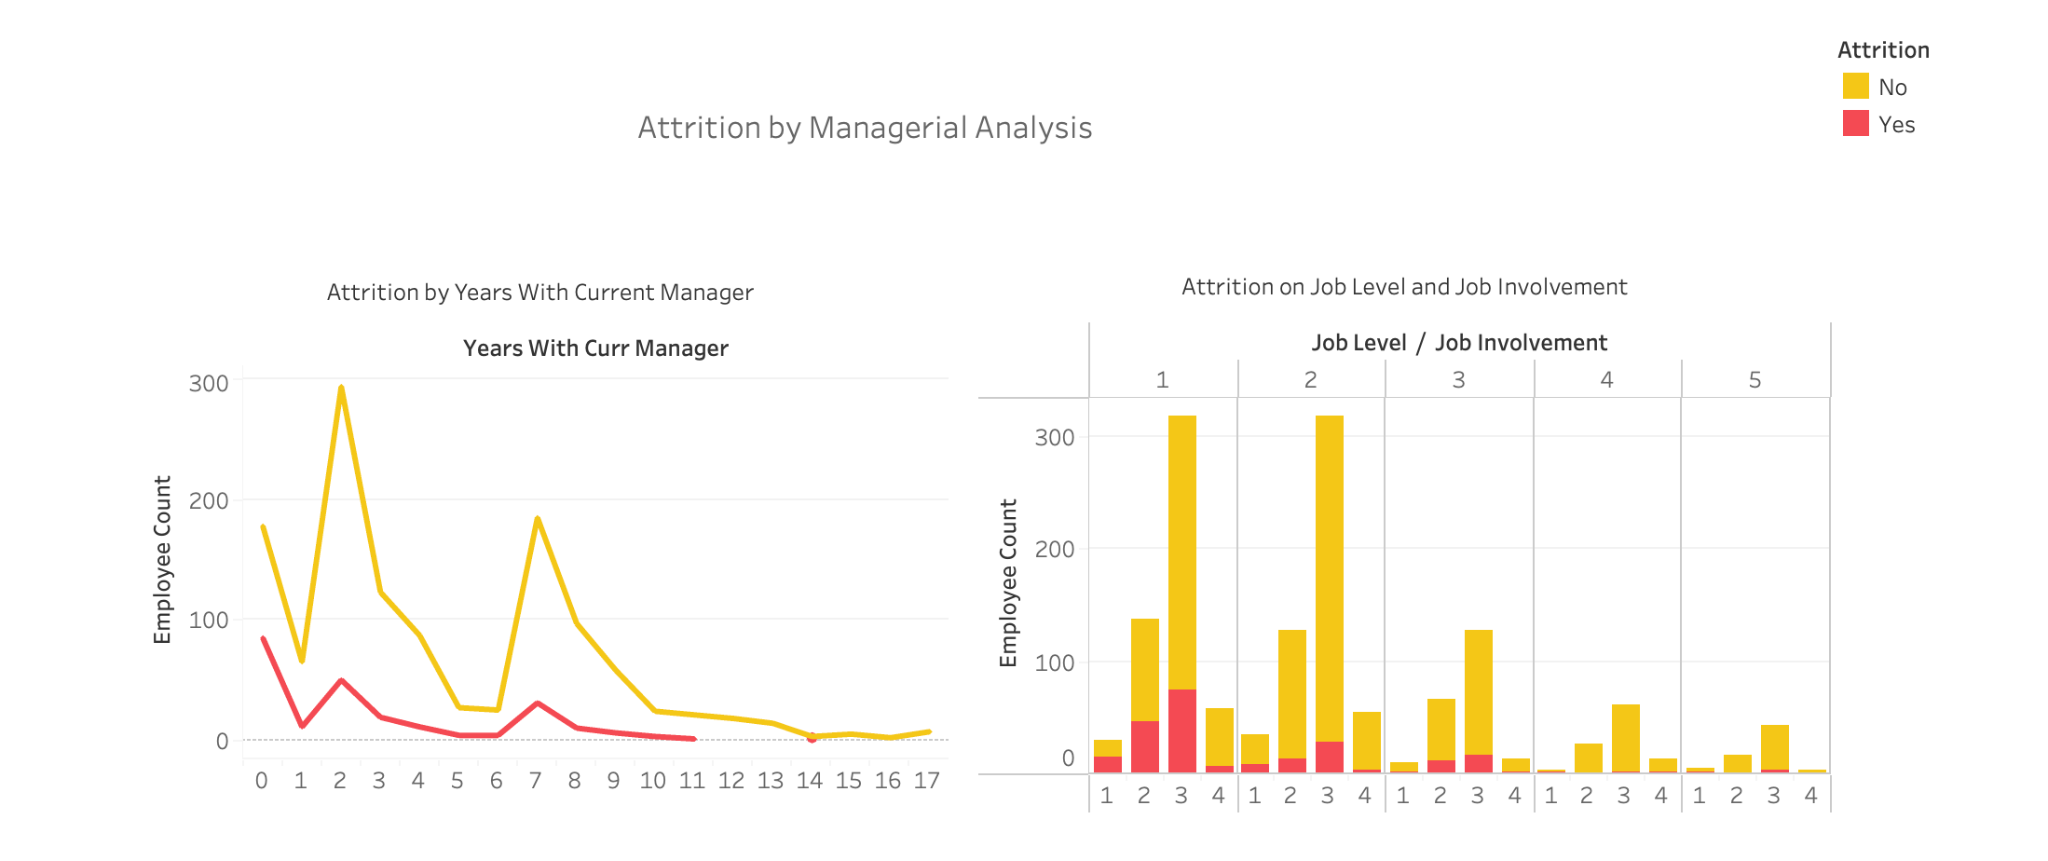 Attrition
No
Yes
Attrition by Managerial Analysis
Attrition by Years With Current Manager
Years With Curr Manager
Employee Count
300
200
100
0
0 1 2 3 4 5 6 7 8 9 10 11 12 13 14 15 16 17
Attrition on Job Level and Job Involvement
Job Level / Job Involvement
1 2 3 4 5
Employee Count
300
200
100
0
1 2 3 4 1 2 3 4 1 2 3 4 1 2 3 4 1 2 3 4